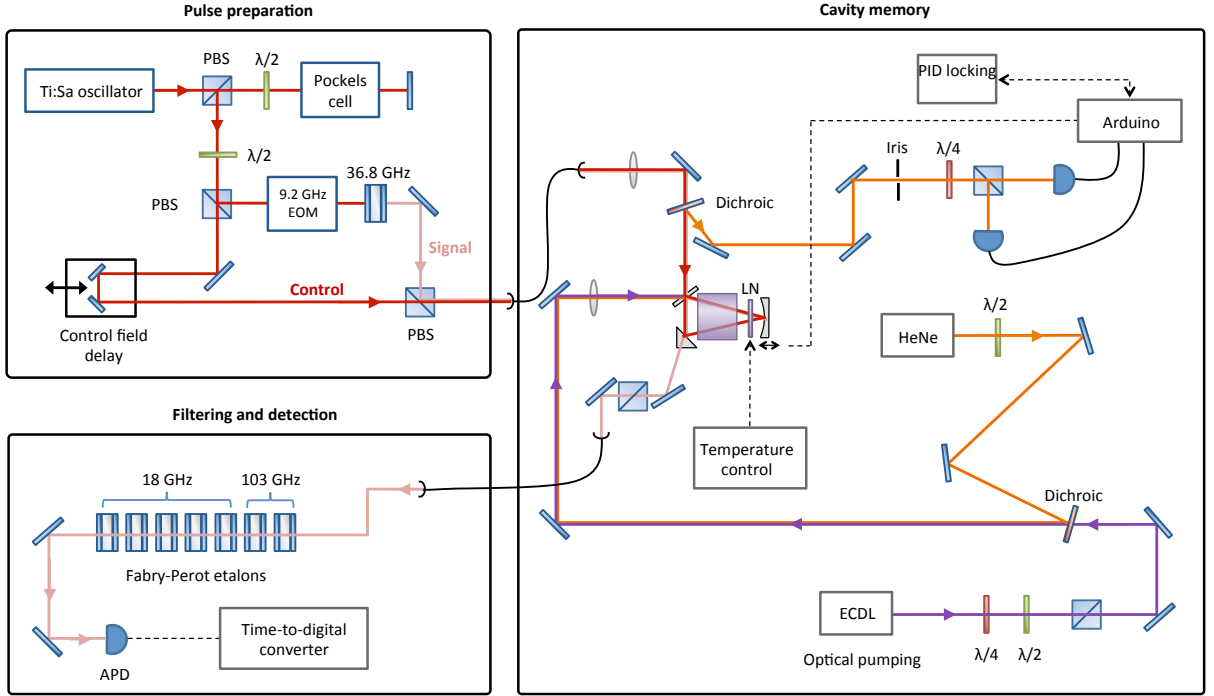 Pulse preparation
PBS
λ/2
Ti:Sa oscillator
Pockels
cell
λ/2
PBS
9.2 GHz
EOM
36.8 GHz
Signal
Control
Control field
delay
PBS
Cavity memory
PID locking
Arduino
Iris
λ/4
Dichroic
LN
HeNe
λ/2
Temperature
control
Dichroic
ECDL
Optical pumping
λ/4
λ/2
Filtering and detection
18 GHz
103 GHz
Fabry-Perot etalons
APD
Time-to-digital
converter